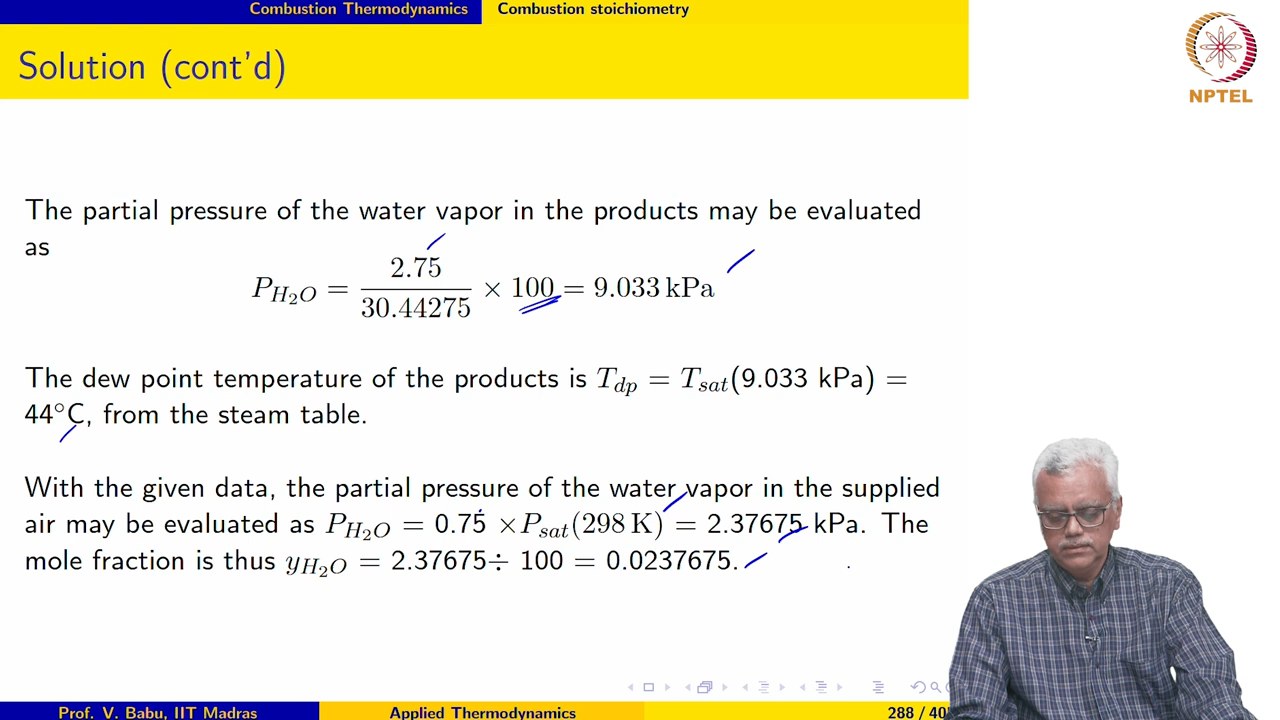 Combustion Thermodynamics Combustion stoichiometry
Solution (cont'd)
NPTEL
The partial pressure of the water vapor in the products may be evaluated
as
P_{H_2O} = \frac{2.75}{30.44275} × 100 = 9.033 kPa
The dew point temperature of the products is T_{dp} = T_{sat}(9.033 kPa) =
44°C, from the steam table.
With the given data, the partial pressure of the water vapor in the supplied
air may be evaluated as P_{H_2O} = 0.75 ×P_{sat}(298 K) = 2.37675 kPa. The
mole fraction is thus y_{H_2O} = 2.37675÷ 100 = 0.0237675.
Prof. V. Babu, IIT Madras Applied Thermodynamics 288 / 40